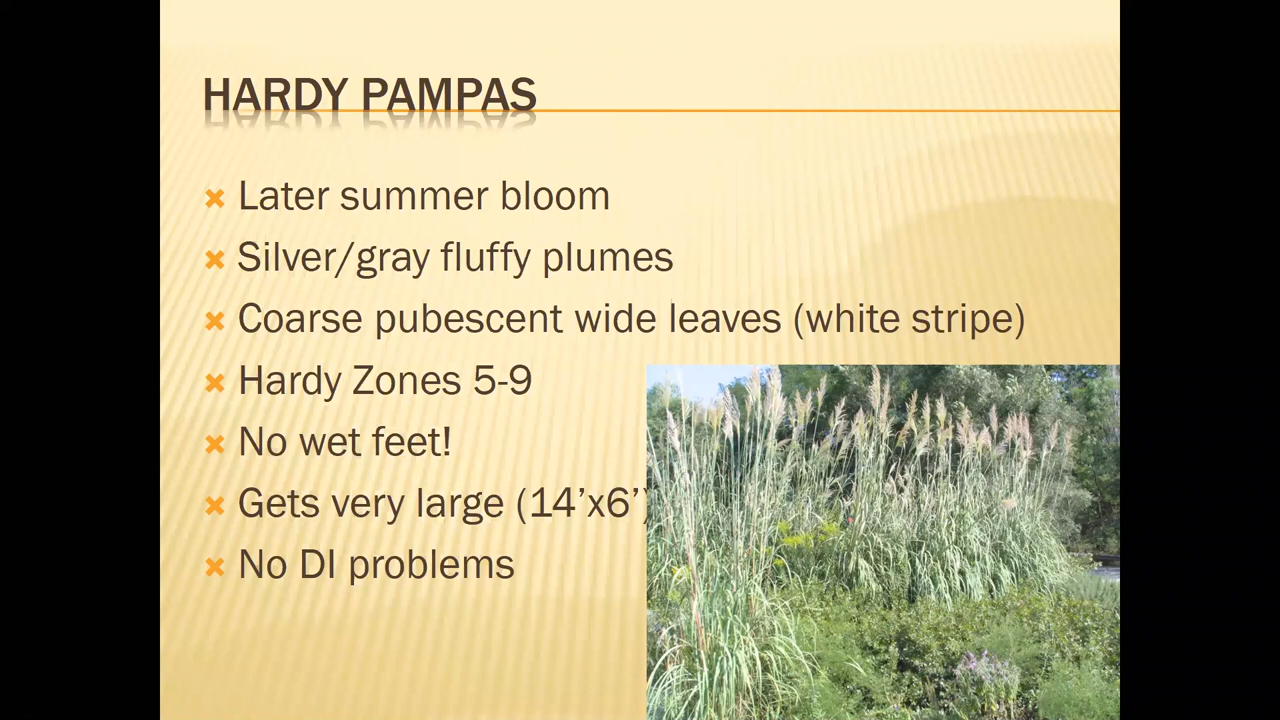 HARDY PAMPAS
Later summer bloom
Silver/gray fluffy plumes
Coarse pubescent wide leaves (white stripe)
Hardy Zones 5-9
No wet feet!
Gets very large (14’x6’)
No DI problems